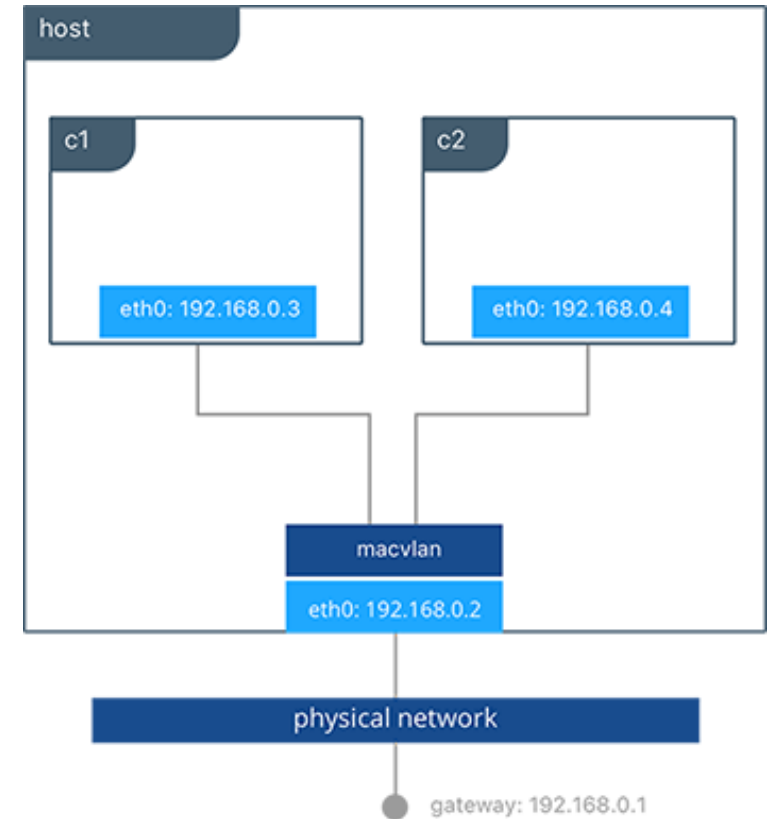 host
c1
c2
eth0: 192.168.0.3
eth0: 192.168.0.4
macvlan
eth0: 192.168.0.2
physical network
gateway: 192.168.0.1